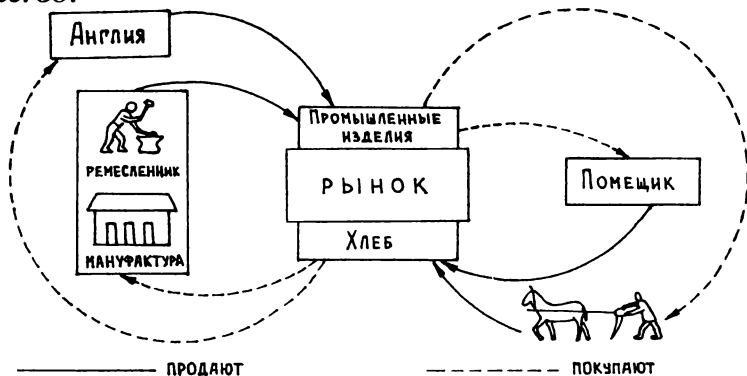 Англия
Промышленные
изделия
Ремесленник
Рынок
Помещик
Хлеб
Мануфактура
продают
покупают